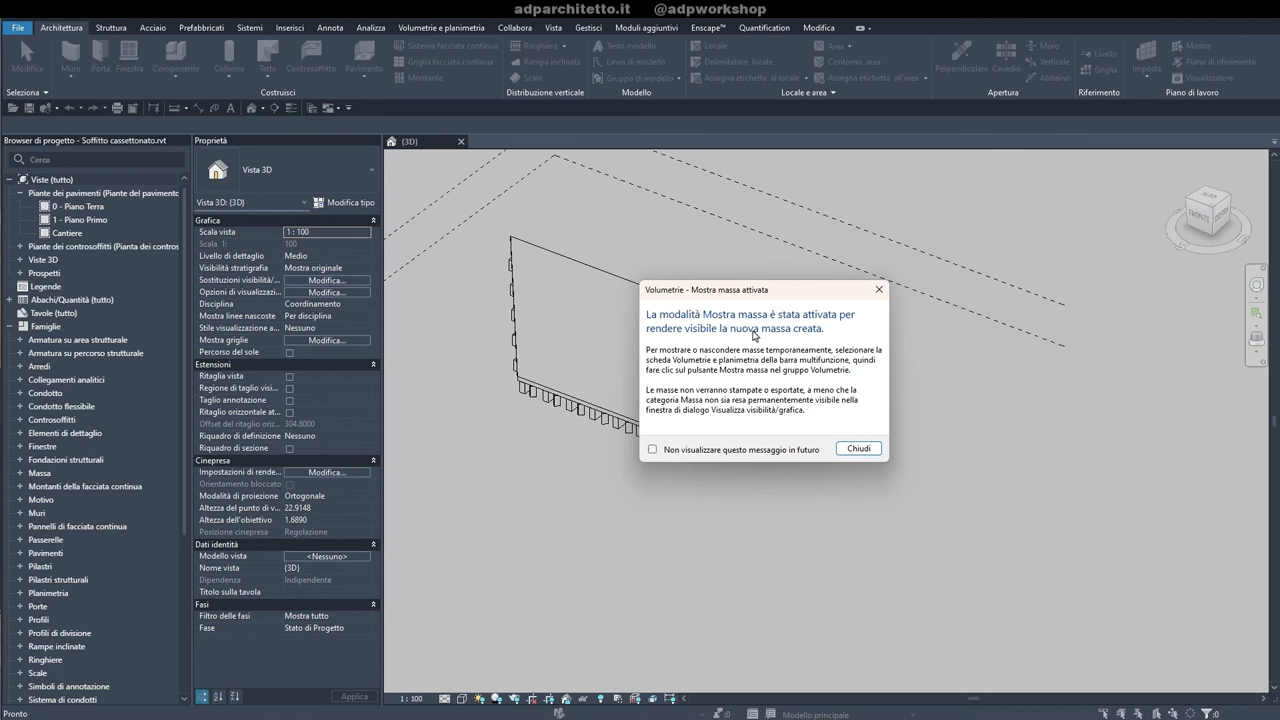 adparchitetto.it @adpworkshop
File Architettura Struttura Acciaio Prefabbricati Sistemi Inserisci Annota Analizza Volumetrie e planimetria Collabora Vista Gestisci Moduli aggiuntivi Enscape™ Quantification Modifica
Modifica Muro Porta Finestra Componente Colonna Tetto Controsoffitto Pavimento
Sistema facciata continua
Griglia facciata continua
Montante
Ringhiera
Rampa inclinata
Scala
Testo modello
Linea di modello
Gruppo di modello
Locale
Delimitatore locale
Assegna etichetta al locale
Area
Contorno area
Assegna etichetta all'area
Perpendicolare Cavedio
Muro
Verticale
Abbaino
Livello
Griglia
Imposta
Mostra
Piano di riferimento
Visualizzatore
Seleziona Costruisci Distribuzione verticale Modello Locale e area Apertura Riferimento Piano di lavoro
Browser di progetto - Soffitto cassettonato.rvt
Cerca
Viste (tutto)
Piante dei pavimenti (Piante del pavimento
0 - Piano Terra
1 - Piano Primo
Cantiere
Piante dei controsoffitti (Pianta dei contros
Viste 3D
Prospetti
Legende
Abachi/Quantità (tutto)
Tavole (tutto)
Famiglie
Armatura su area strutturale
Armatura su percorso strutturale
Arredi
Collegamenti analitici
Condotto
Condotto flessibile
Controtelai
Elementi di dettaglio
Finestre
Fondazioni strutturali
Massa
Montanti della facciata continua
Motivo
Muri
Pannelli di facciata continua
Passerelle
Pavimenti
Pilastri
Pilastri strutturali
Planimetria
Porte
Profili
Profili di divisione
Rampe inclinate
Ringhiere
Scale
Simboli di annotazione
Sistema di condotti
Proprietà
Vista 3D
Vista 3D: {3D} Modifica tipo
Grafica
Scala vista 1 : 100
Scala 1: 100
Livello di dettaglio Medio
Visibilità stratigrafia Mostra originale
Sostituzioni visibilità/... Modifica...
Opzioni di visualizzazi... Modifica...
Disciplina Coordinamento
Mostra linee nascoste Per disciplina
Stile visualizzazione a... Nessuno
Mostra griglie Modifica...
Percorso del sole
Estensioni
Ritaglia vista
Regione di taglio visi...
Taglio annotazione
Ritaglio orizzontale at...
Offset del ritaglio oriz... 304.8000
Riquadro di definizione Nessuno
Riquadro di sezione
Cinepresa
Impostazioni di rende... Modifica...
Orientamento bloccato
Modalità di proiezione Ortogonale
Altezza del punto di v... 22.9148
Altezza dell'obiettivo 1.6890
Posizione cinepresa Regolazione
Dati identità
Modello vista <Nessuno>
Nome vista {3D}
Dipendenza Indipendente
Titolo sulla tavola
Fasi
Filtro delle fasi Mostra tutto
Fase Stato di Progetto
Applica
{3D}
FRONTE
Volumetrie - Mostra massa attivata
La modalità Mostra massa è stata attivata per
rendere visibile la nuova massa creata.
Per mostrare o nascondere masse temporaneamente, selezionare la
scheda Volumetrie e planimetria della barra multifunzione, quindi
fare clic sul pulsante Mostra massa nel gruppo Volumetrie.
Le masse non verranno stampate o esportate, a meno che la
categoria Massa non sia resa permanentemente visibile nella
finestra di dialogo Visualizza visibilità/grafica.
Non visualizzare questo messaggio in futuro Chiudi
1 : 100
Pronto :0 Modello principale :0